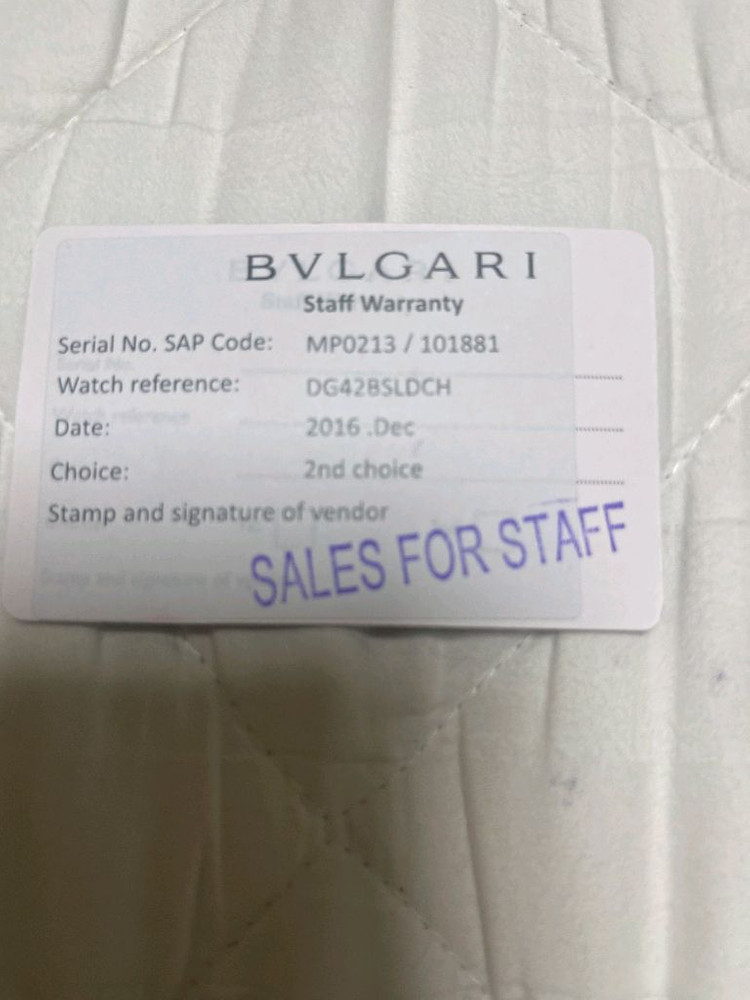 BVLGARI
Staff Warranty
Serial No. SAP Code: MP0213 / 101881
Watch reference: DG42BSLDCH
Date: 2016 .Dec
Choice: 2nd choice
Stamp and signature of vendor
SALES FOR STAFF